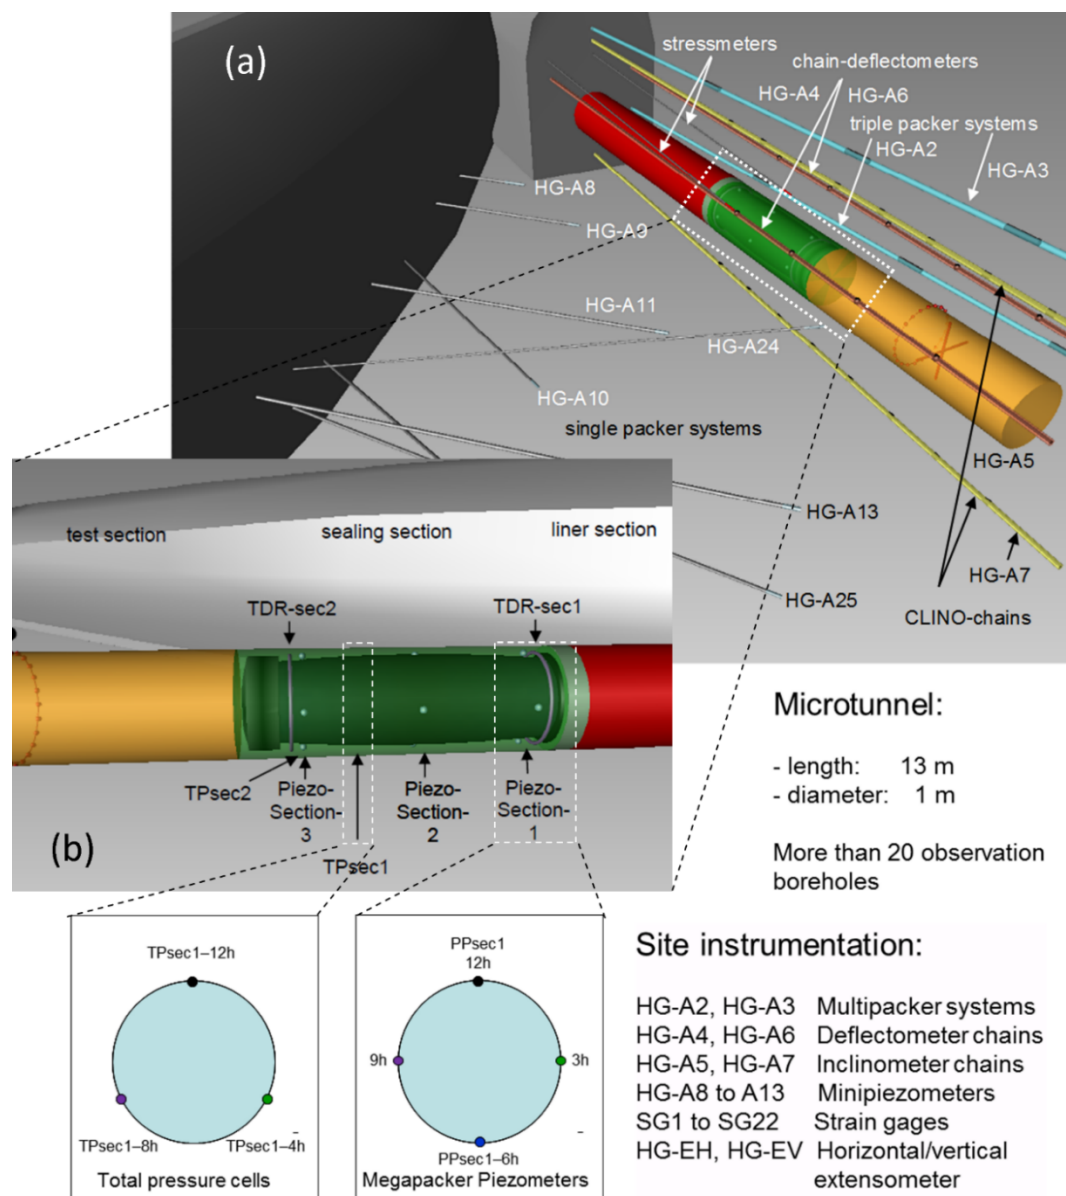 (a)
stressmeters
chain-deflectometers
HG-A4
HG-A6
triple packer systems
HG-A2
HG-A3
HG-A8
HG-A9
HG-A11
HG-A24
HG-A10
single packer systems
HG-A5
HG-A13
HG-A7
HG-A25
CLINO-chains
test section
sealing section
liner section
TDR-sec2
TDR-sec1
TPsec2
Piezo-
Section-
3
Piezo-
Section-
2
Piezo-
Section-
1
TPsec1
(b)
Microtunnel:
- length: 13 m
- diameter: 1 m
More than 20 observation
boreholes
TPsec1–12h
TPsec1–8h
TPsec1–4h
Total pressure cells
PPsec1
12h
9h
3h
PPsec1–6h
Megapacker Piezometers
Site instrumentation:
HG-A2, HG-A3 Multipacker systems
HG-A4, HG-A6 Deflectometer chains
HG-A5, HG-A7 Inclinometer chains
HG-A8 to A13 Minipiezometers
SG1 to SG22 Strain gages
HG-EH, HG-EV Horizontal/vertical
extensometer